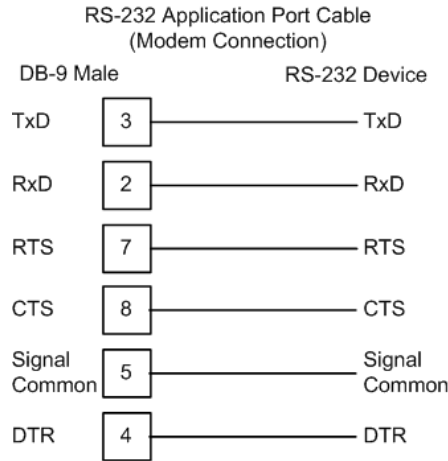 RS-232 Application Port Cable
(Modem Connection)
DB-9 Male RS-232 Device
TxD 3 TxD
RxD 2 RxD
RTS 7 RTS
CTS 8 CTS
Signal Signal
Common 5 Common
DTR 4 DTR